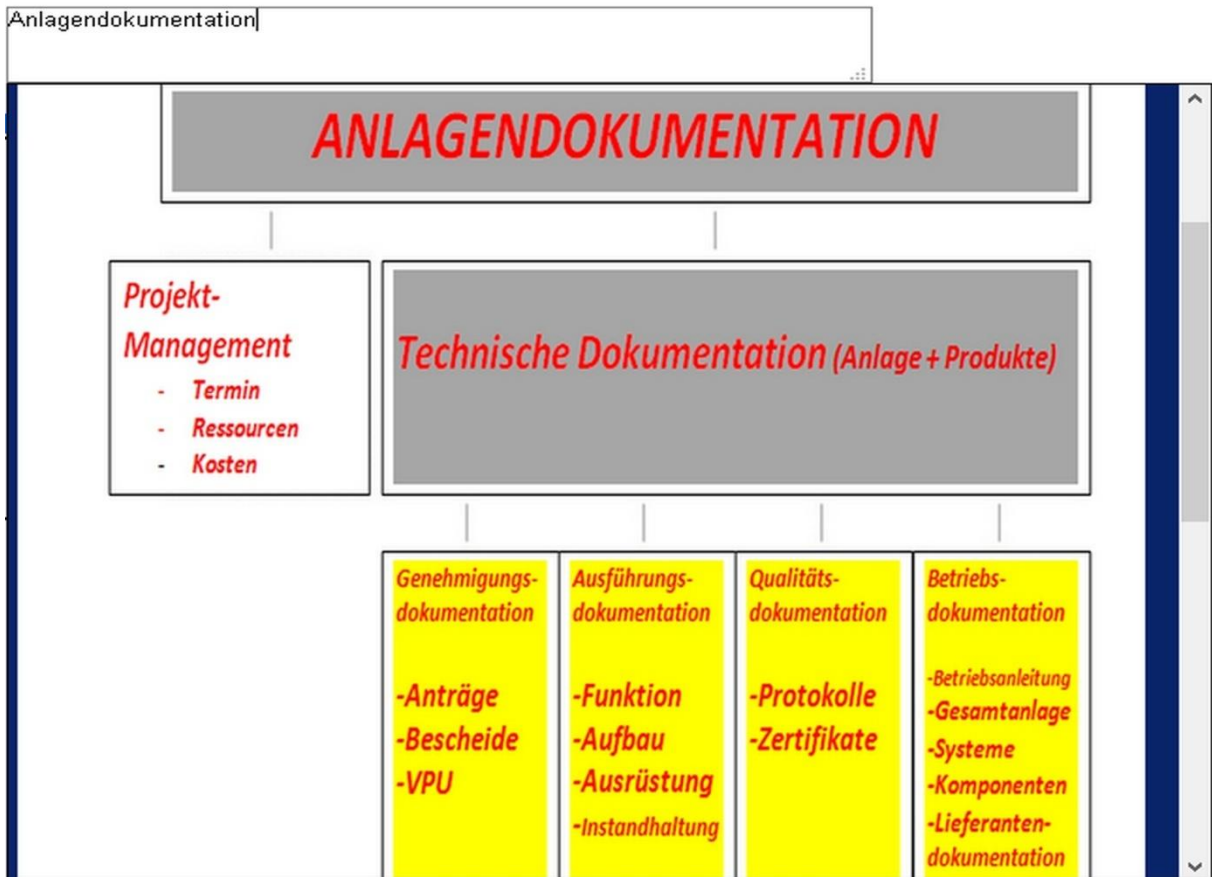 Anlagendokumentation
ANLAGENDOKUMENTATION
Projekt-
Management
- Termin
- Ressourcen
- Kosten
Technische Dokumentation (Anlage + Produkte)
Genehmigungs-
dokumentation
-Anträge
-Bescheide
-VPU
Ausführungs-
dokumentation
-Funktion
-Aufbau
-Ausrüstung
-Instandhaltung
Qualitäts-
dokumentation
-Protokolle
-Zertifikate
Betriebs-
dokumentation
-Betriebsanleitung
-Gesamtanlage
-Systeme
-Komponenten
-Lieferanten-
dokumentation